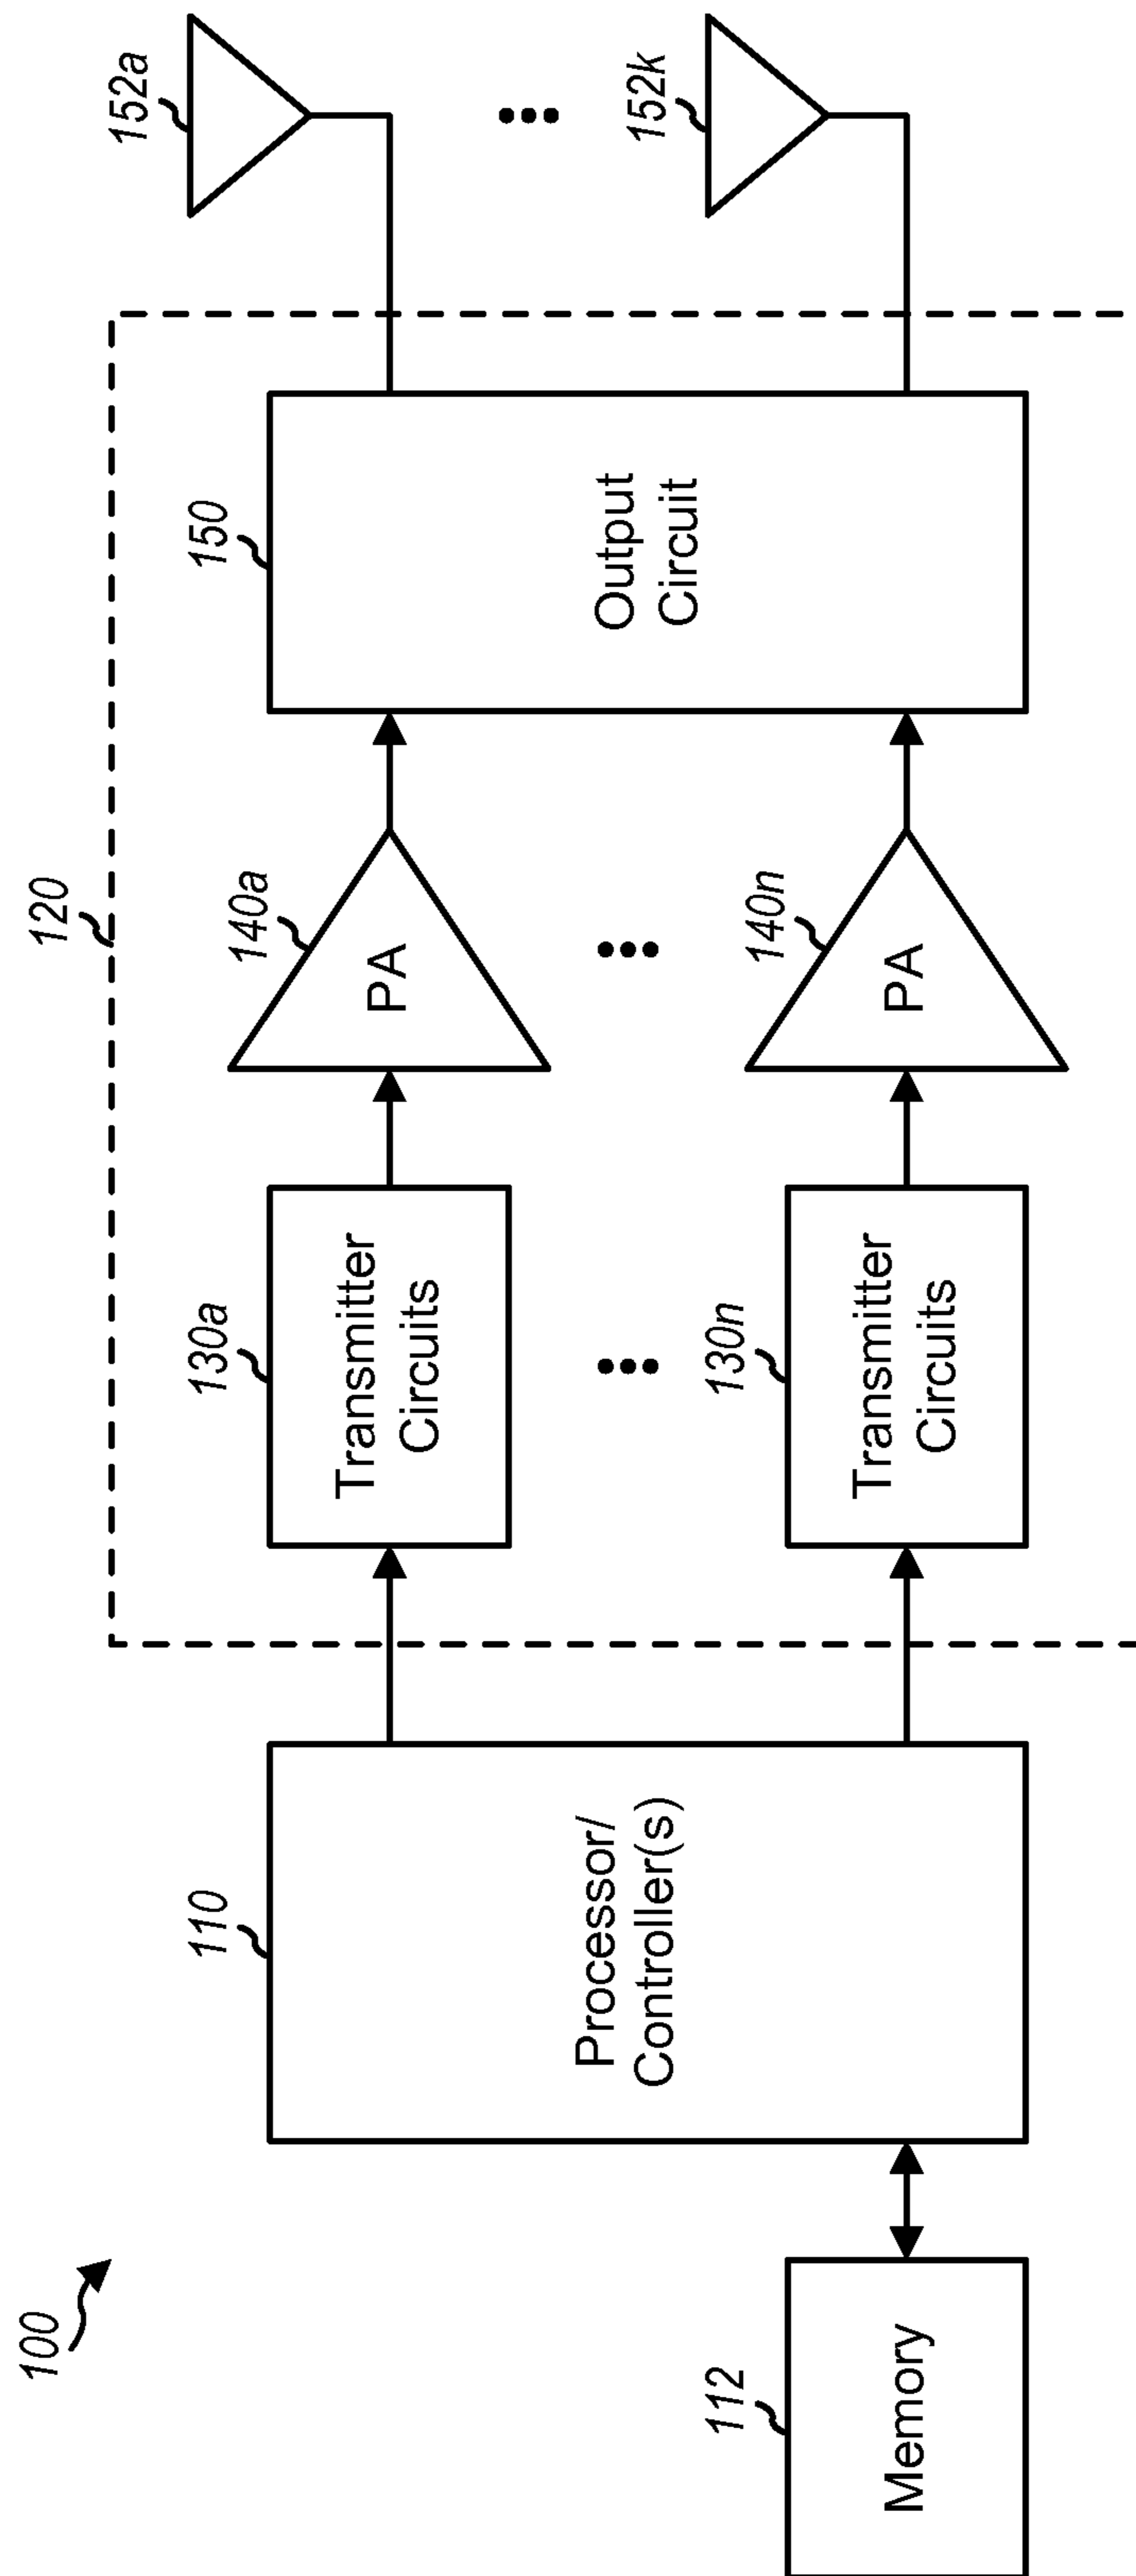 100
120
112
Memory
110
Processor/
Controller(s)
130a
Transmitter
Circuits
130n
Transmitter
Circuits
140a
PA
140n
PA
150
Output
Circuit
152a
152k